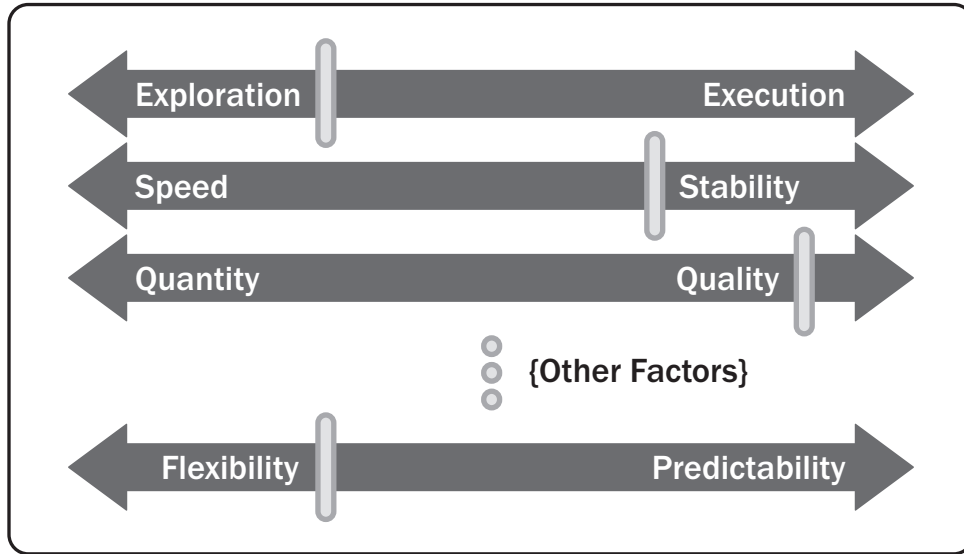 Exploration Execution
Speed Stability
Quantity Quality
{Other Factors}
Flexibility Predictability